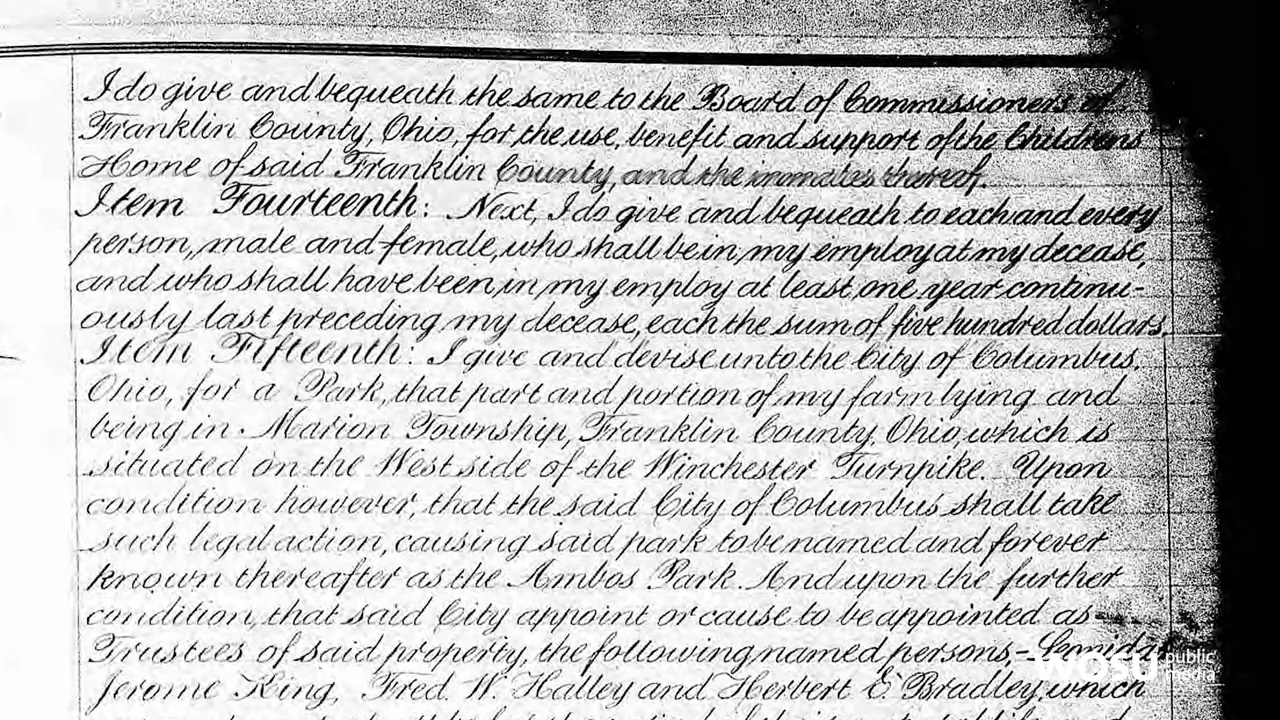 I do give and bequeath the same to the Board of Commissioners of
Franklin County, Ohio, for the use, benefit and support of the Childrens
Home of said Franklin County, and the inmates thereof.
Item Fourteenth: Next, I do give and bequeath to each and every
person, male and female, who shall be in my employ at my decease,
and who shall have been in my employ at least one year continu-
ously last preceding my decease, each the sum of five hundred dollars.
Item Fifteenth: I give and devise unto the City of Columbus,
Ohio, for a Park, that part and portion of my farm lying and
being in Marion Township, Franklin County, Ohio, which is
situated on the West side of the Winchester Turnpike. Upon
condition however, that the said City of Columbus shall take
such legal action, causing said park to be named and forever
known thereafter as the Ambos Park. And upon the further
condition, that said City appoint or cause to be appointed as
Trustees of said property, the following named persons,-
Jerome King, Fred. W. Halley and Herbert E. Bradley, which
WOSU public media